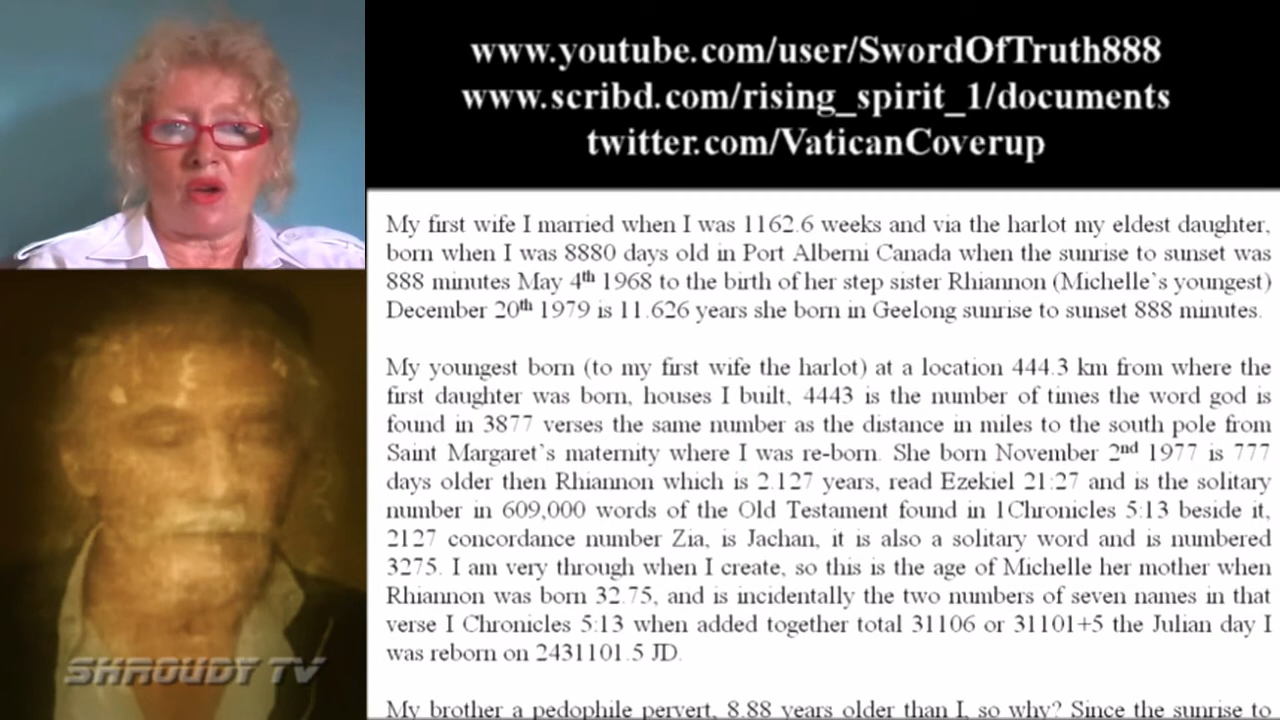 www.youtube.com/user/SwordOfTruth888
www.scribd.com/rising_spirit_1/documents
twitter.com/VaticanCoverup
My first wife I married when I was 1162.6 weeks and via the harlot my eldest daughter,
born when I was 8880 days old in Port Alberni Canada when the sunrise to sunset was
888 minutes May 4th 1968 to the birth of her step sister Rhiannon (Michelle`s youngest)
December 20th 1979 is 11.626 years she born in Geelong sunrise to sunset 888 minutes.
My youngest born (to my first wife the harlot) at a location 444.3 km from where the
first daughter was born, houses I built, 4443 is the number of times the word god is
found in 3877 verses the same number as the distance in miles to the south pole from
Saint Margaret`s maternity where I was re-born. She born November 2nd 1977 is 777
days older then Rhiannon which is 2.127 years, read Ezekiel 21:27 and is the solitary
number in 609,000 words of the Old Testament found in 1Chronicles 5:13 beside it,
2127 concordance number Zia, is Jachan, it is also a solitary word and is numbered
3275. I am very through when I create, so this is the age of Michelle her mother when
Rhiannon was born 32.75, and is incidentally the two numbers of seven names in that
verse I Chronicles 5:13 when added together total 31106 or 31101+5 the Julian day I
was reborn on 2431101.5 JD.
My brother a pedophile pervert, 8.88 years older than I, so why? Since the sunrise to
SHROUDY TV